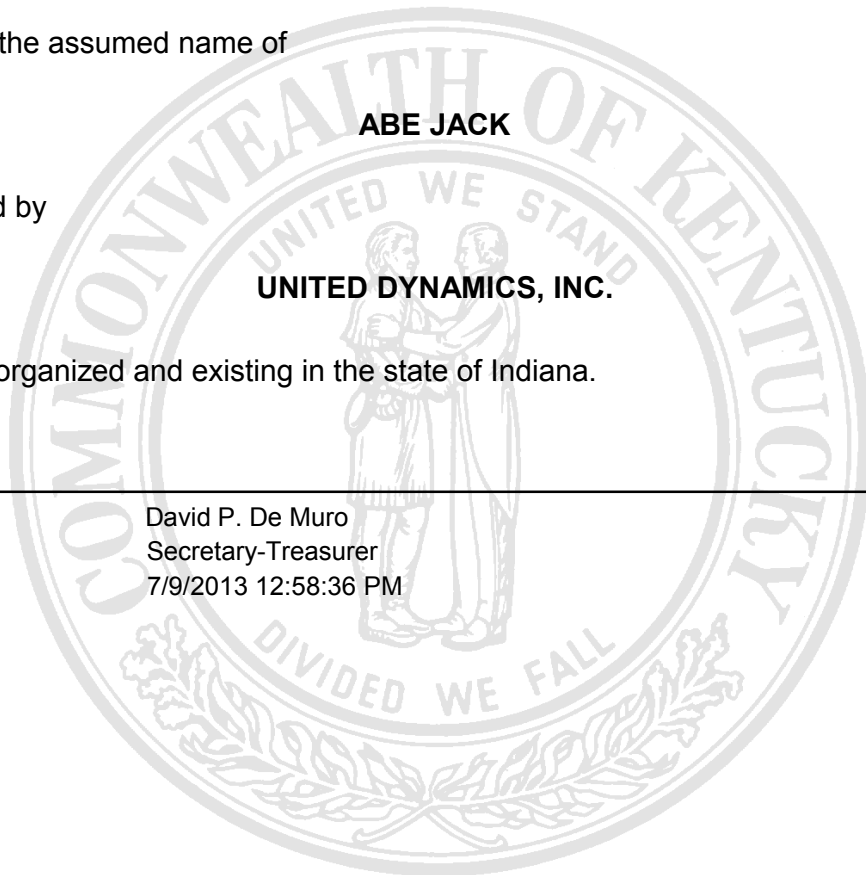 the assumed name of
ABE JACK
d by
UNITED DYNAMICS, INC.
organized and existing in the state of Indiana.
David P. De Muro
Secretary-Treasurer
7/9/2013 12:58:36 PM
COMMONWEALTH OF KENTUCKY
UNITED WE STAND
DIVIDED WE FALL